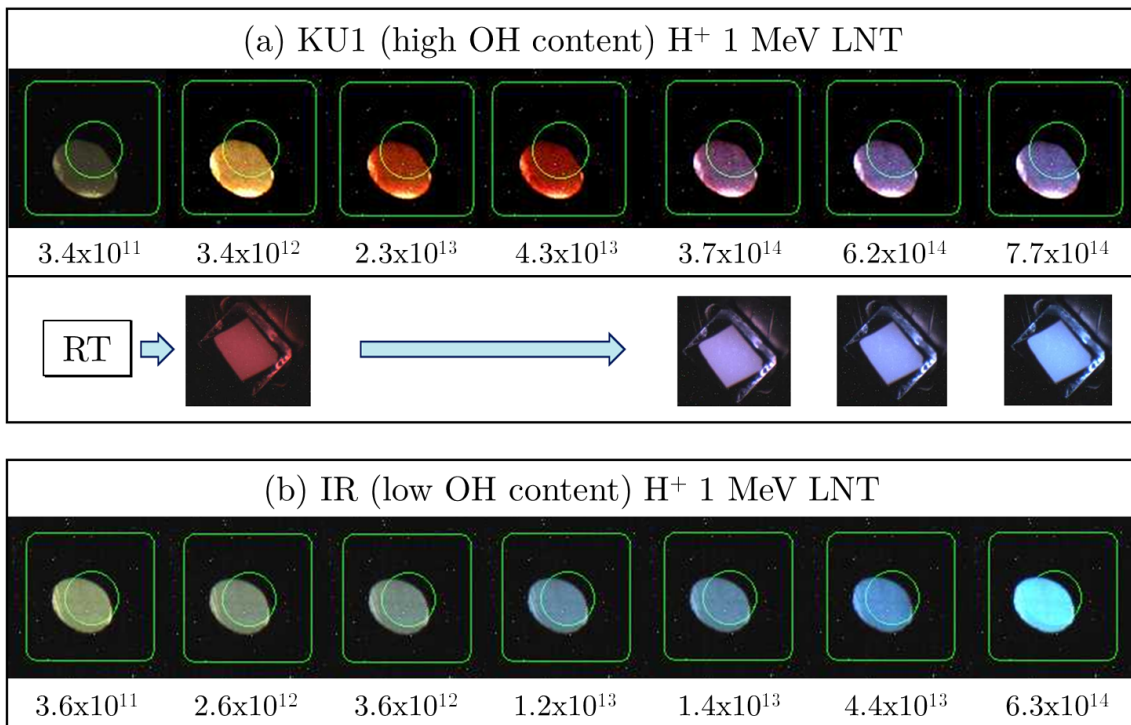 (a) KU1 (high OH content) H⁺ 1 MeV LNT
3.4x10¹¹ 3.4x10¹² 2.3x10¹³ 4.3x10¹³ 3.7x10¹⁴ 6.2x10¹⁴ 7.7x10¹⁴
RT
(b) IR (low OH content) H⁺ 1 MeV LNT
3.6x10¹¹ 2.6x10¹² 3.6x10¹² 1.2x10¹³ 1.4x10¹³ 4.4x10¹³ 6.3x10¹⁴